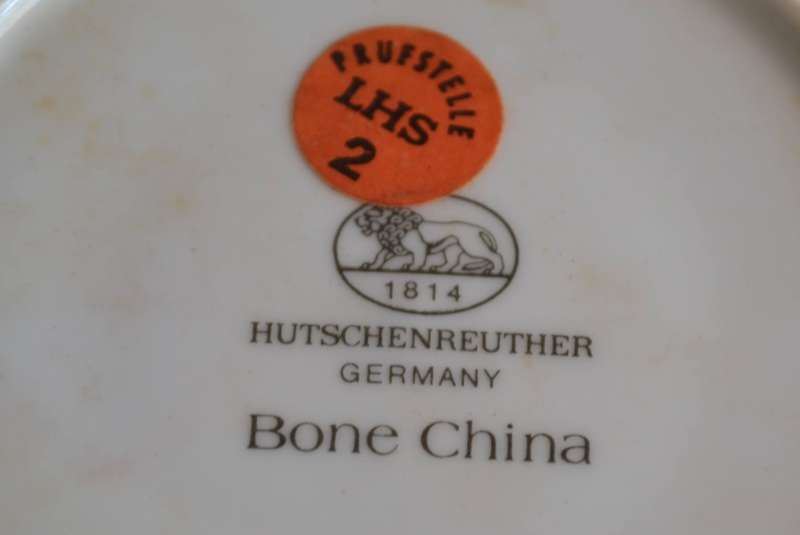 PRUFSTELLE
LHS
2
1814
HUTSCHENREUTHER
GERMANY
Bone China